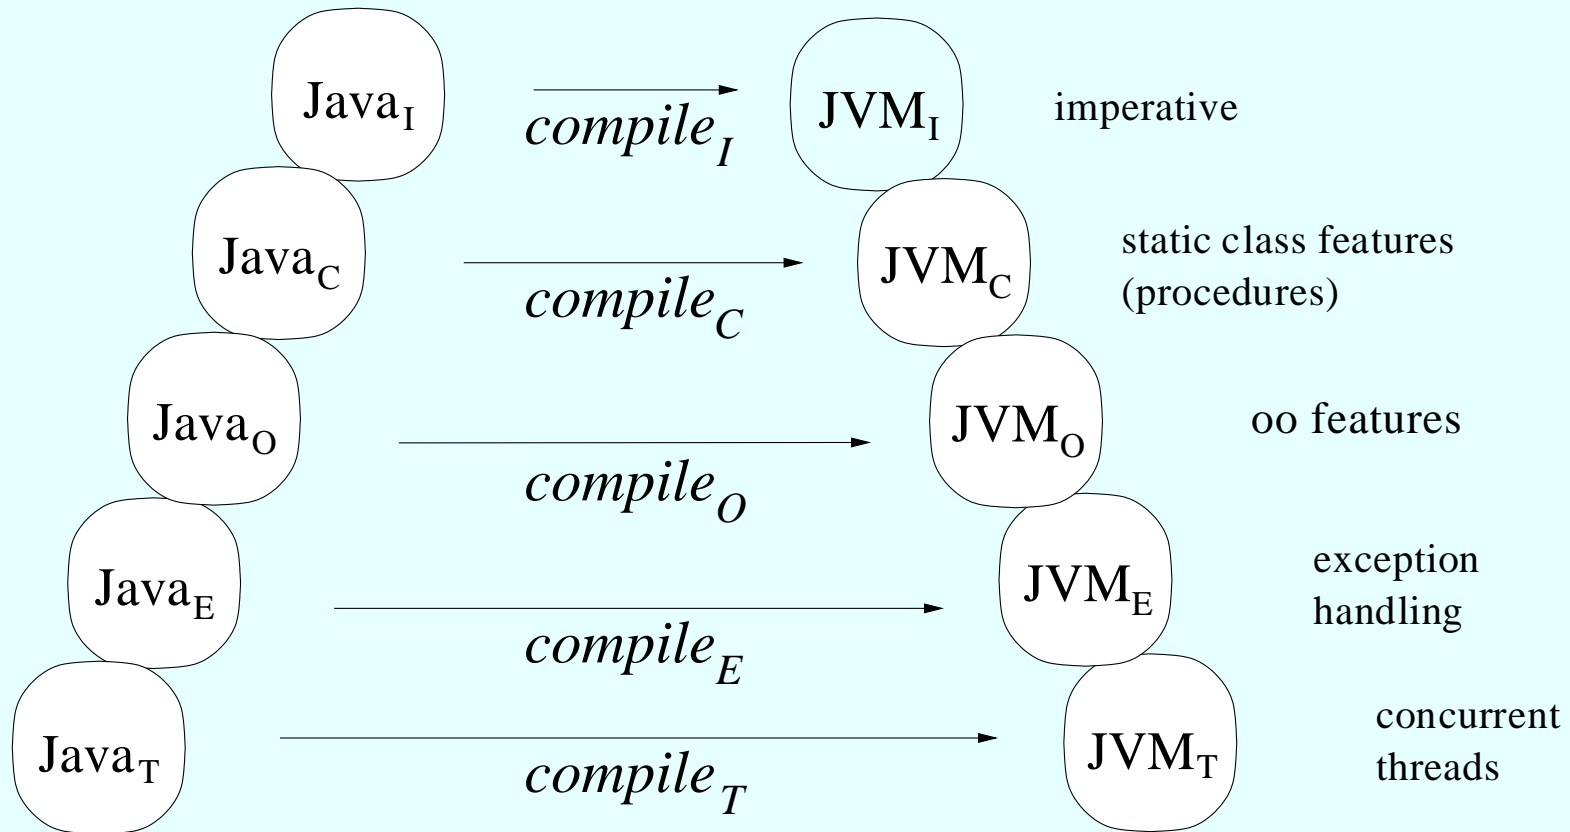 Java_I compile_I JVM_I imperative
Java_C compile_C JVM_C static class features
(procedures)
Java_O compile_O JVM_O oo features
Java_E compile_E JVM_E exception
handling
Java_T compile_T JVM_T concurrent
threads